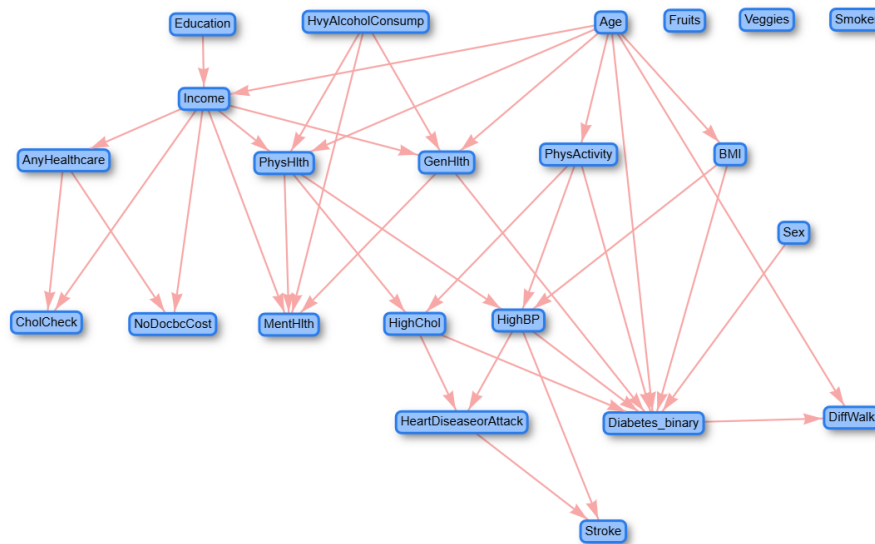 Education
HvyAlcoholConsump
Age
Fruits
Veggies
Smoke
Income
AnyHealthcare
PhysHlth
GenHlth
PhysActivity
BMI
Sex
CholCheck
NoDocbcCost
MentHlth
HighChol
HighBP
HeartDiseaseorAttack
Diabetes_binary
DiffWalk
Stroke